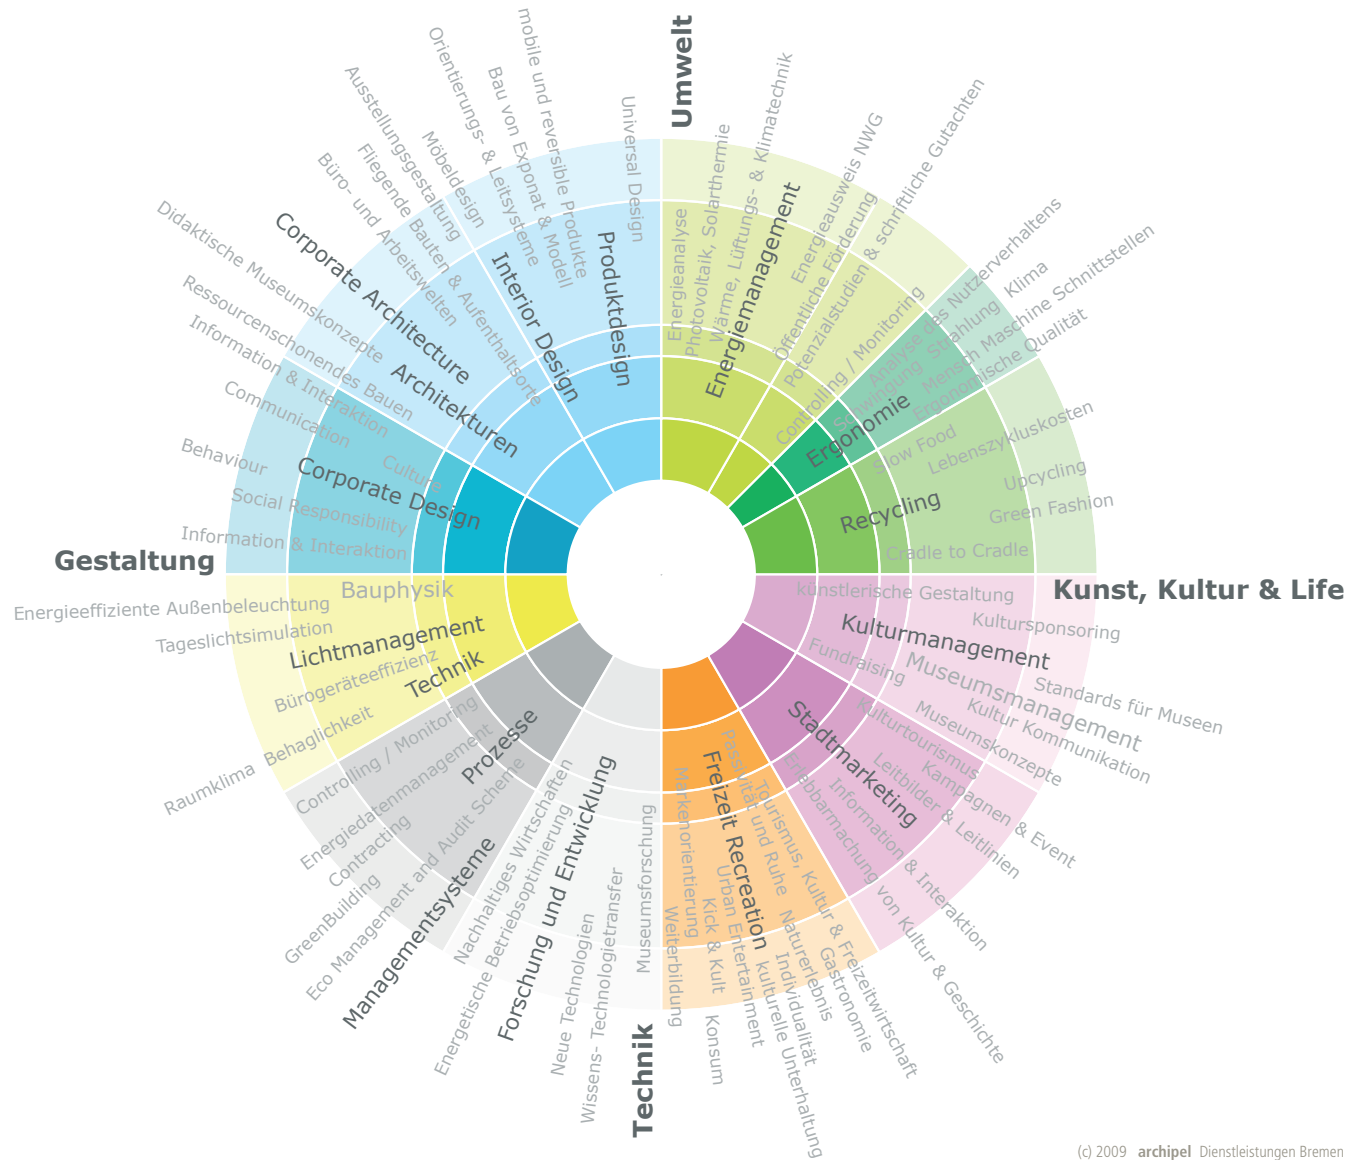 Umwelt
Energieanalyse
Photovoltaik, Solarthermie
Wärme, Lüftungs- & Klimatechnik
Energiemanagement
Energieausweis NWG
Öffentliche Förderung
Potenzialstudien & schriftliche Gutachten
Controlling / Monitoring
Analyse des Nutzerverhaltens
Schwingung Strahlung Klima
Ergonomie
Mensch Maschine Schnittstellen
Ergonomische Qualität
Slow Food
Lebenszykluskosten
Recycling
Upcycling
Green Fashion
Cradle to Cradle
Kunst, Kultur & Life
künstlerische Gestaltung
Kultursponsoring
Kulturmanagement
Fundraising
Museumsmanagement
Standards für Museen
Kultur Kommunikation
Museumskonzepte
Kulturtourismus
Stadtmarketing
Kampagnen & Event
Leitbilder & Leitlinien
Information & Interaktion
Erlebbarmachung von Kultur & Geschichte
Tourismus, Kultur & Freizeitwirtschaft
Passivität und Ruhe
Naturerlebnis
Gastronomie
Freizeit Recreation
Individualität
kulturelle Unterhaltung
Urban Entertainment
Markenorientierung
Kick & Kult
Konsum
Weiterbildung
Technik
Museumsforschung
Wissens- Technologietransfer
Neue Technologien
Forschung und Entwicklung
Energetische Betriebsoptimierung
Nachhaltiges Wirtschaften
Managementsysteme
Prozesse
Eco Management and Audit Scheme
GreenBuilding
Contracting
Energiedatenmanagement
Controlling / Monitoring
Raumklima Behaglichkeit
Technik
Bürogeräteeffizienz
Lichtmanagement
Tageslichtsimulation
Energieeffiziente Außenbeleuchtung
Bauphysik
Gestaltung
Information & Interaktion
Social Responsibility
Corporate Design
Behaviour
Culture
Communication
Information & Interaktion
Ressourcenschonendes Bauen
Didaktische Museumskonzepte
Architekturen
Corporate Architecture
Büro- und Arbeitswelten
Fliegende Bauten & Aufenthaltsorte
Ausstellungsgestaltung
Möbeldesign
Interior Design
Orientierungs- & Leitsysteme
Bau von Exponat & Modell
mobile und reversible Produkte
Produktdesign
Universal Design
(c) 2009 archipel Dienstleistungen Bremen